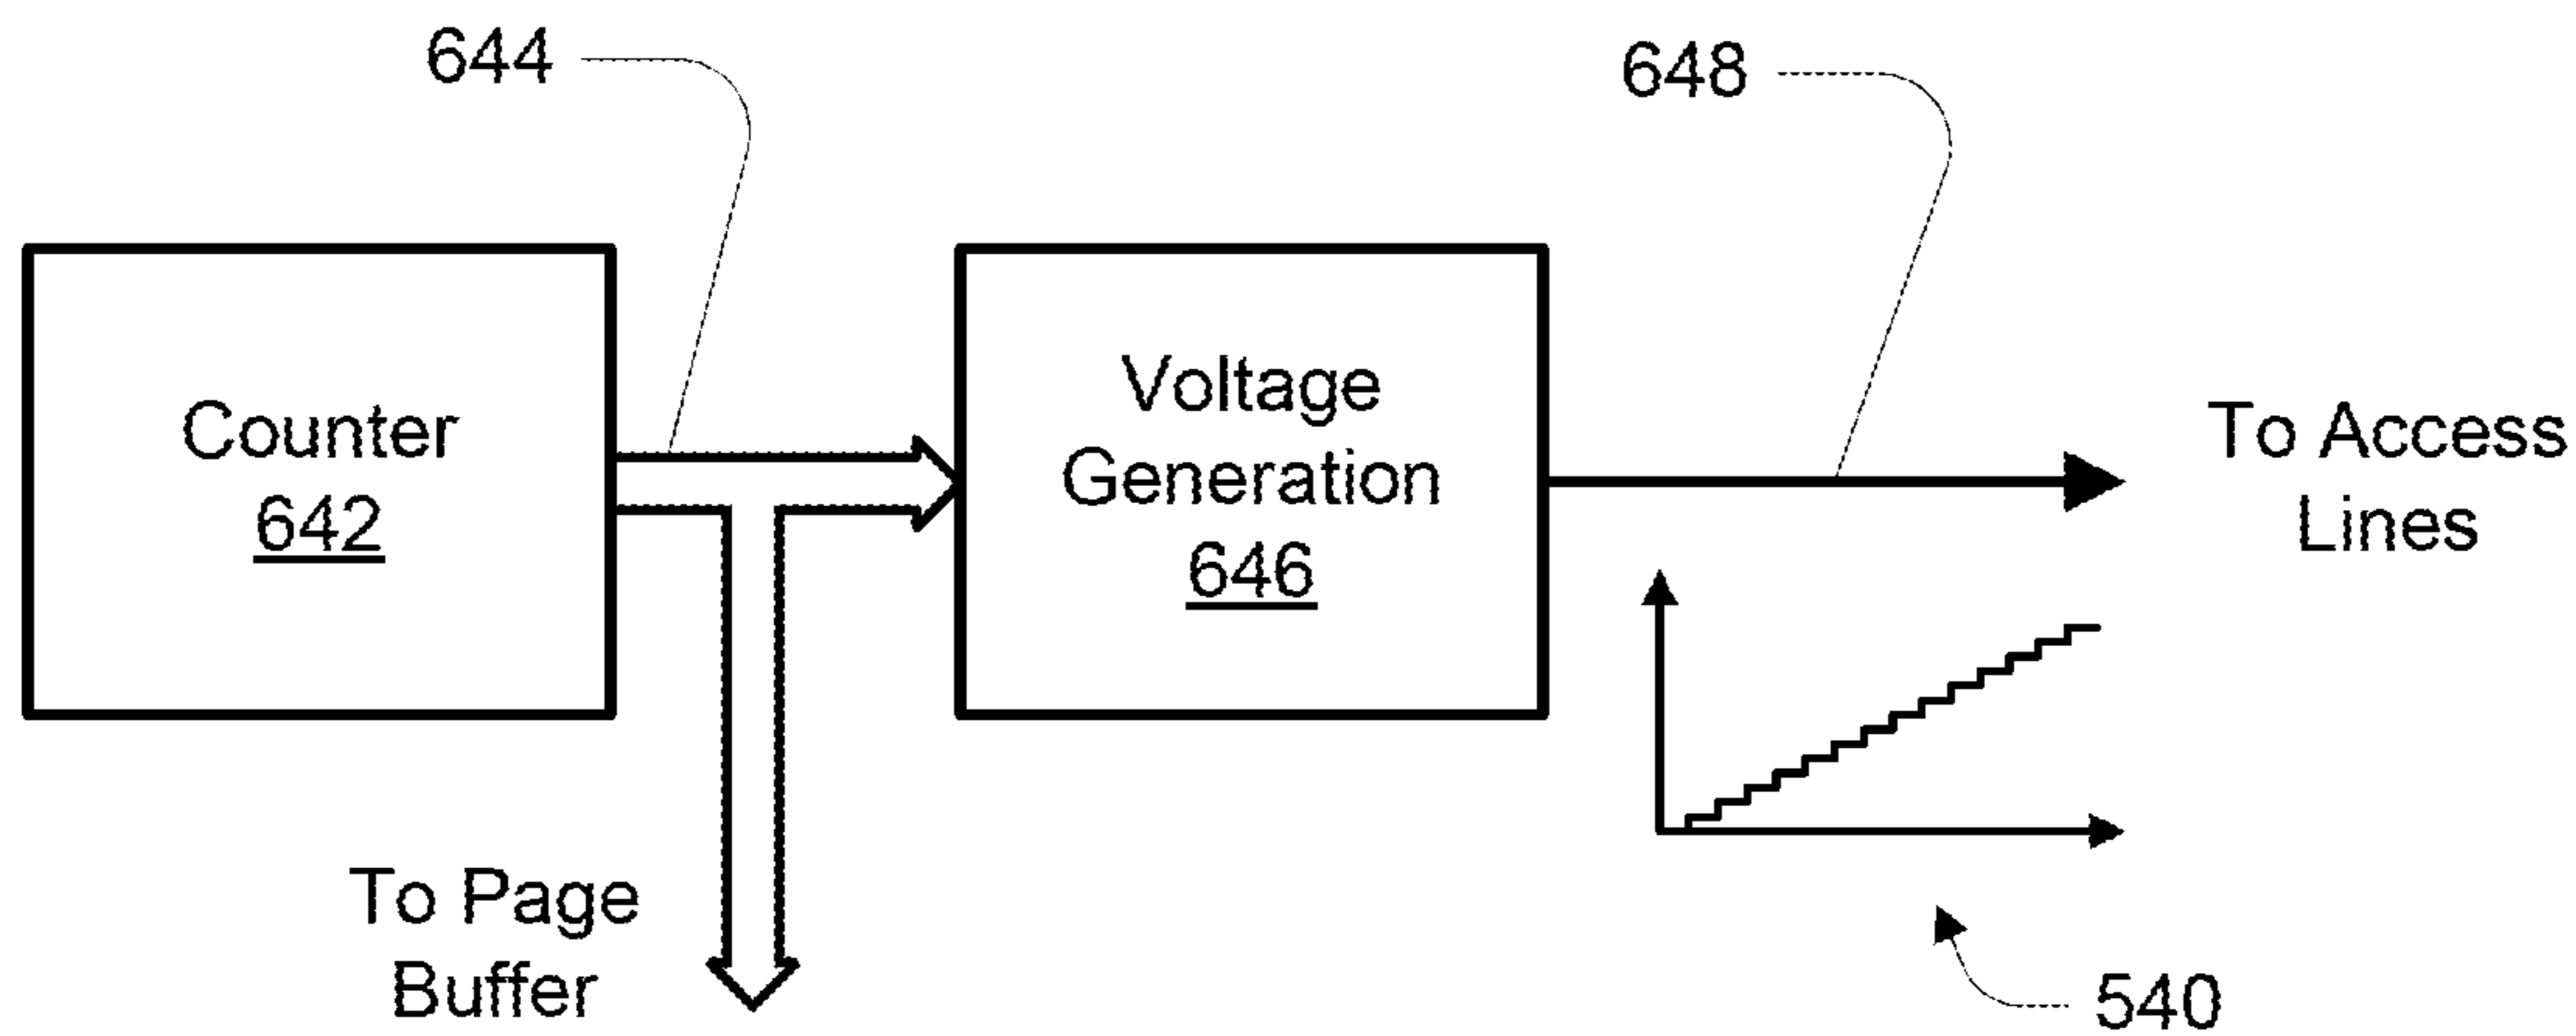 644
648
Counter
642
Voltage
Generation
646
To Access
Lines
To Page
Buffer
540